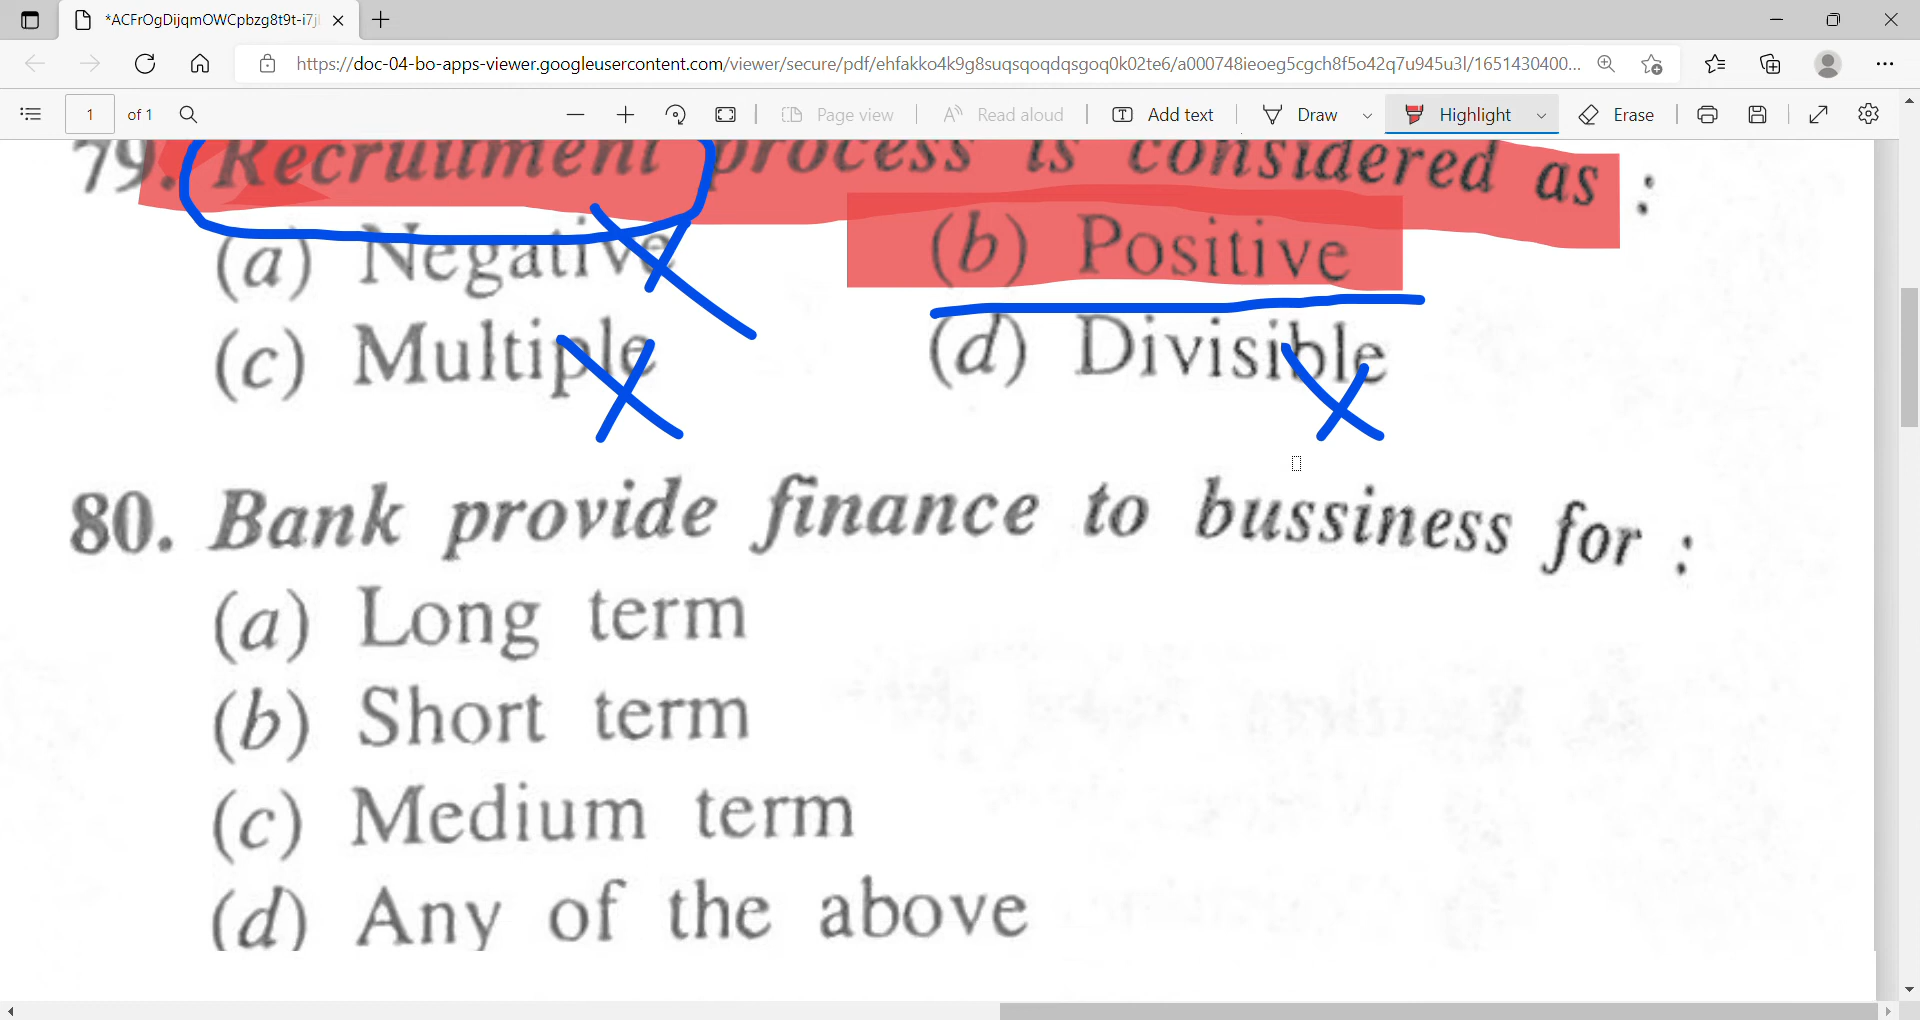 *ACFrOgDijqmOWCpbzg8t9t-i7jl
https://doc-04-bo-apps-viewer.googleusercontent.com/viewer/secure/pdf/ehfakko4k9g8suqsqoqdqsgoq0k02te6/a000748ieoeg5cgch8f5o42q7u945u3l/1651430400...
1 of 1 Page view Read aloud Add text Draw Highlight Erase
79. Recruitment process is considered as :
(a) Negative (b) Positive
(c) Multiple (d) Divisible
80. Bank provide finance to bussiness for :
(a) Long term
(b) Short term
(c) Medium term
(d) Any of the above